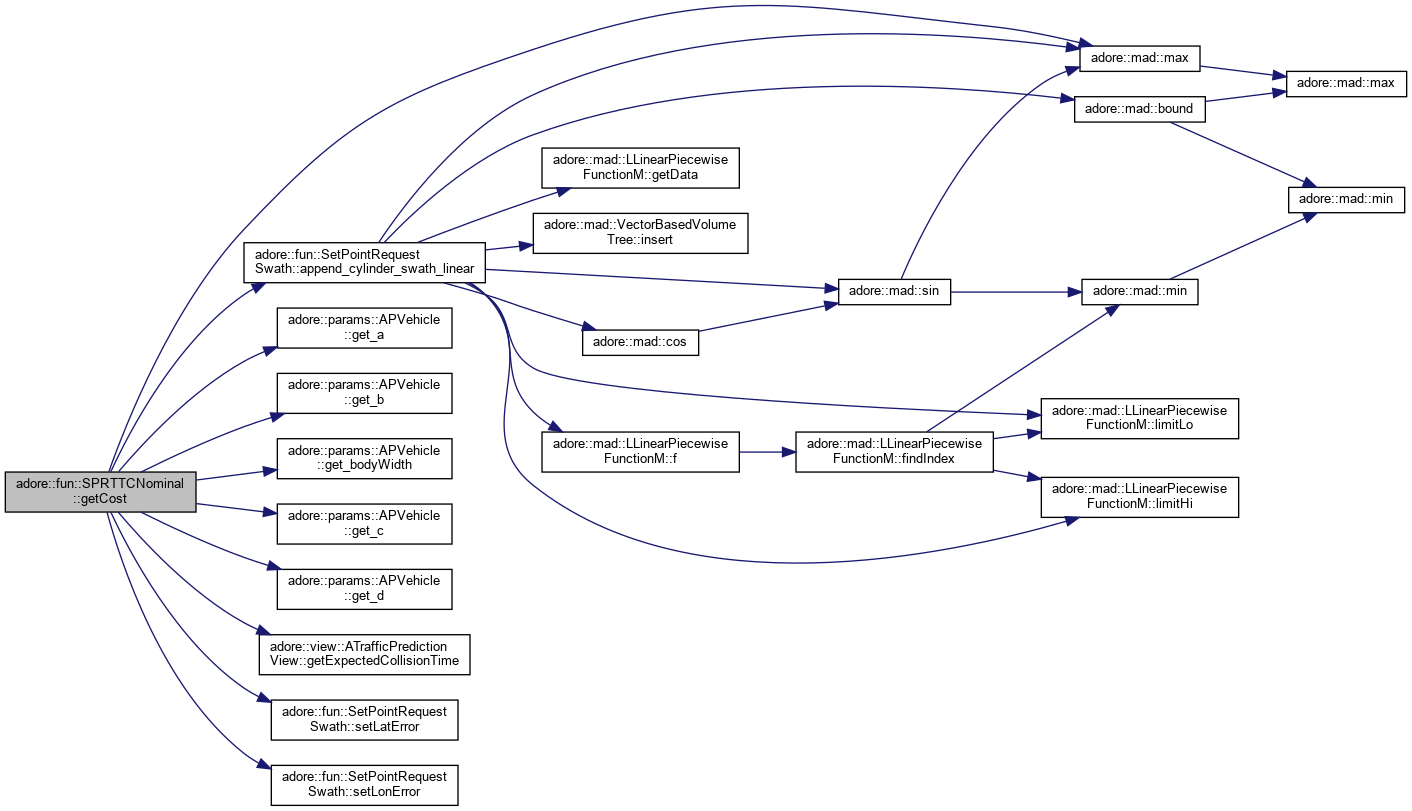 adore::fun::SPRTTCNominal
::getCost
adore::fun::SetPointRequest
Swath::append_cylinder_swath_linear
adore::params::APVehicle
::get_a
adore::params::APVehicle
::get_b
adore::params::APVehicle
::get_bodyWidth
adore::params::APVehicle
::get_c
adore::params::APVehicle
::get_d
adore::view::ATrafficPrediction
View::getExpectedCollisionTime
adore::fun::SetPointRequest
Swath::setLatError
adore::fun::SetPointRequest
Swath::setLonError
adore::mad::LLinearPiecewise
FunctionM::getData
adore::mad::VectorBasedVolume
Tree::insert
adore::mad::cos
adore::mad::LLinearPiecewise
FunctionM::f
adore::mad::sin
adore::mad::LLinearPiecewise
FunctionM::findIndex
adore::mad::max
adore::mad::bound
adore::mad::min
adore::mad::LLinearPiecewise
FunctionM::limitLo
adore::mad::LLinearPiecewise
FunctionM::limitHi
adore::mad::max
adore::mad::min